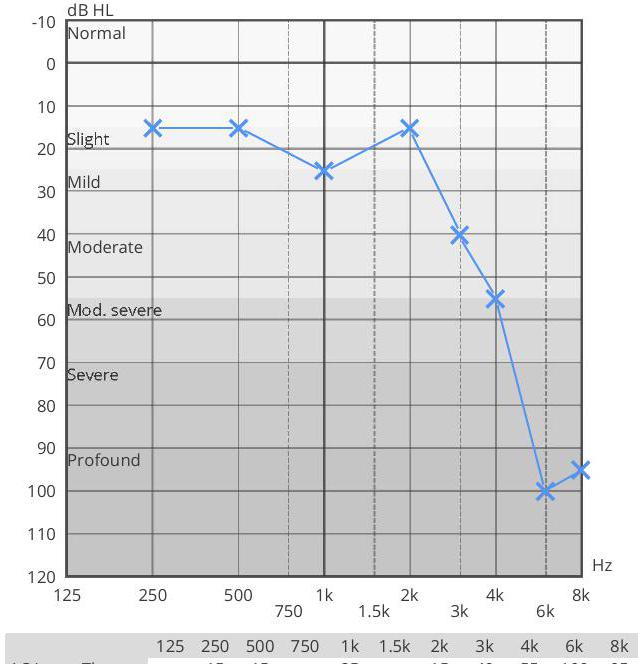 dB HL
-10
Normal
0
10
Slight
20
Mild
30
40
Moderate
50
Mod. severe
60
70
Severe
80
90
Profound
100
110
120
Hz
125 250 500 1k 2k 4k 8k
750 1.5k 3k 6k
125 250 500 750 1k 1.5k 2k 3k 4k 6k 8k